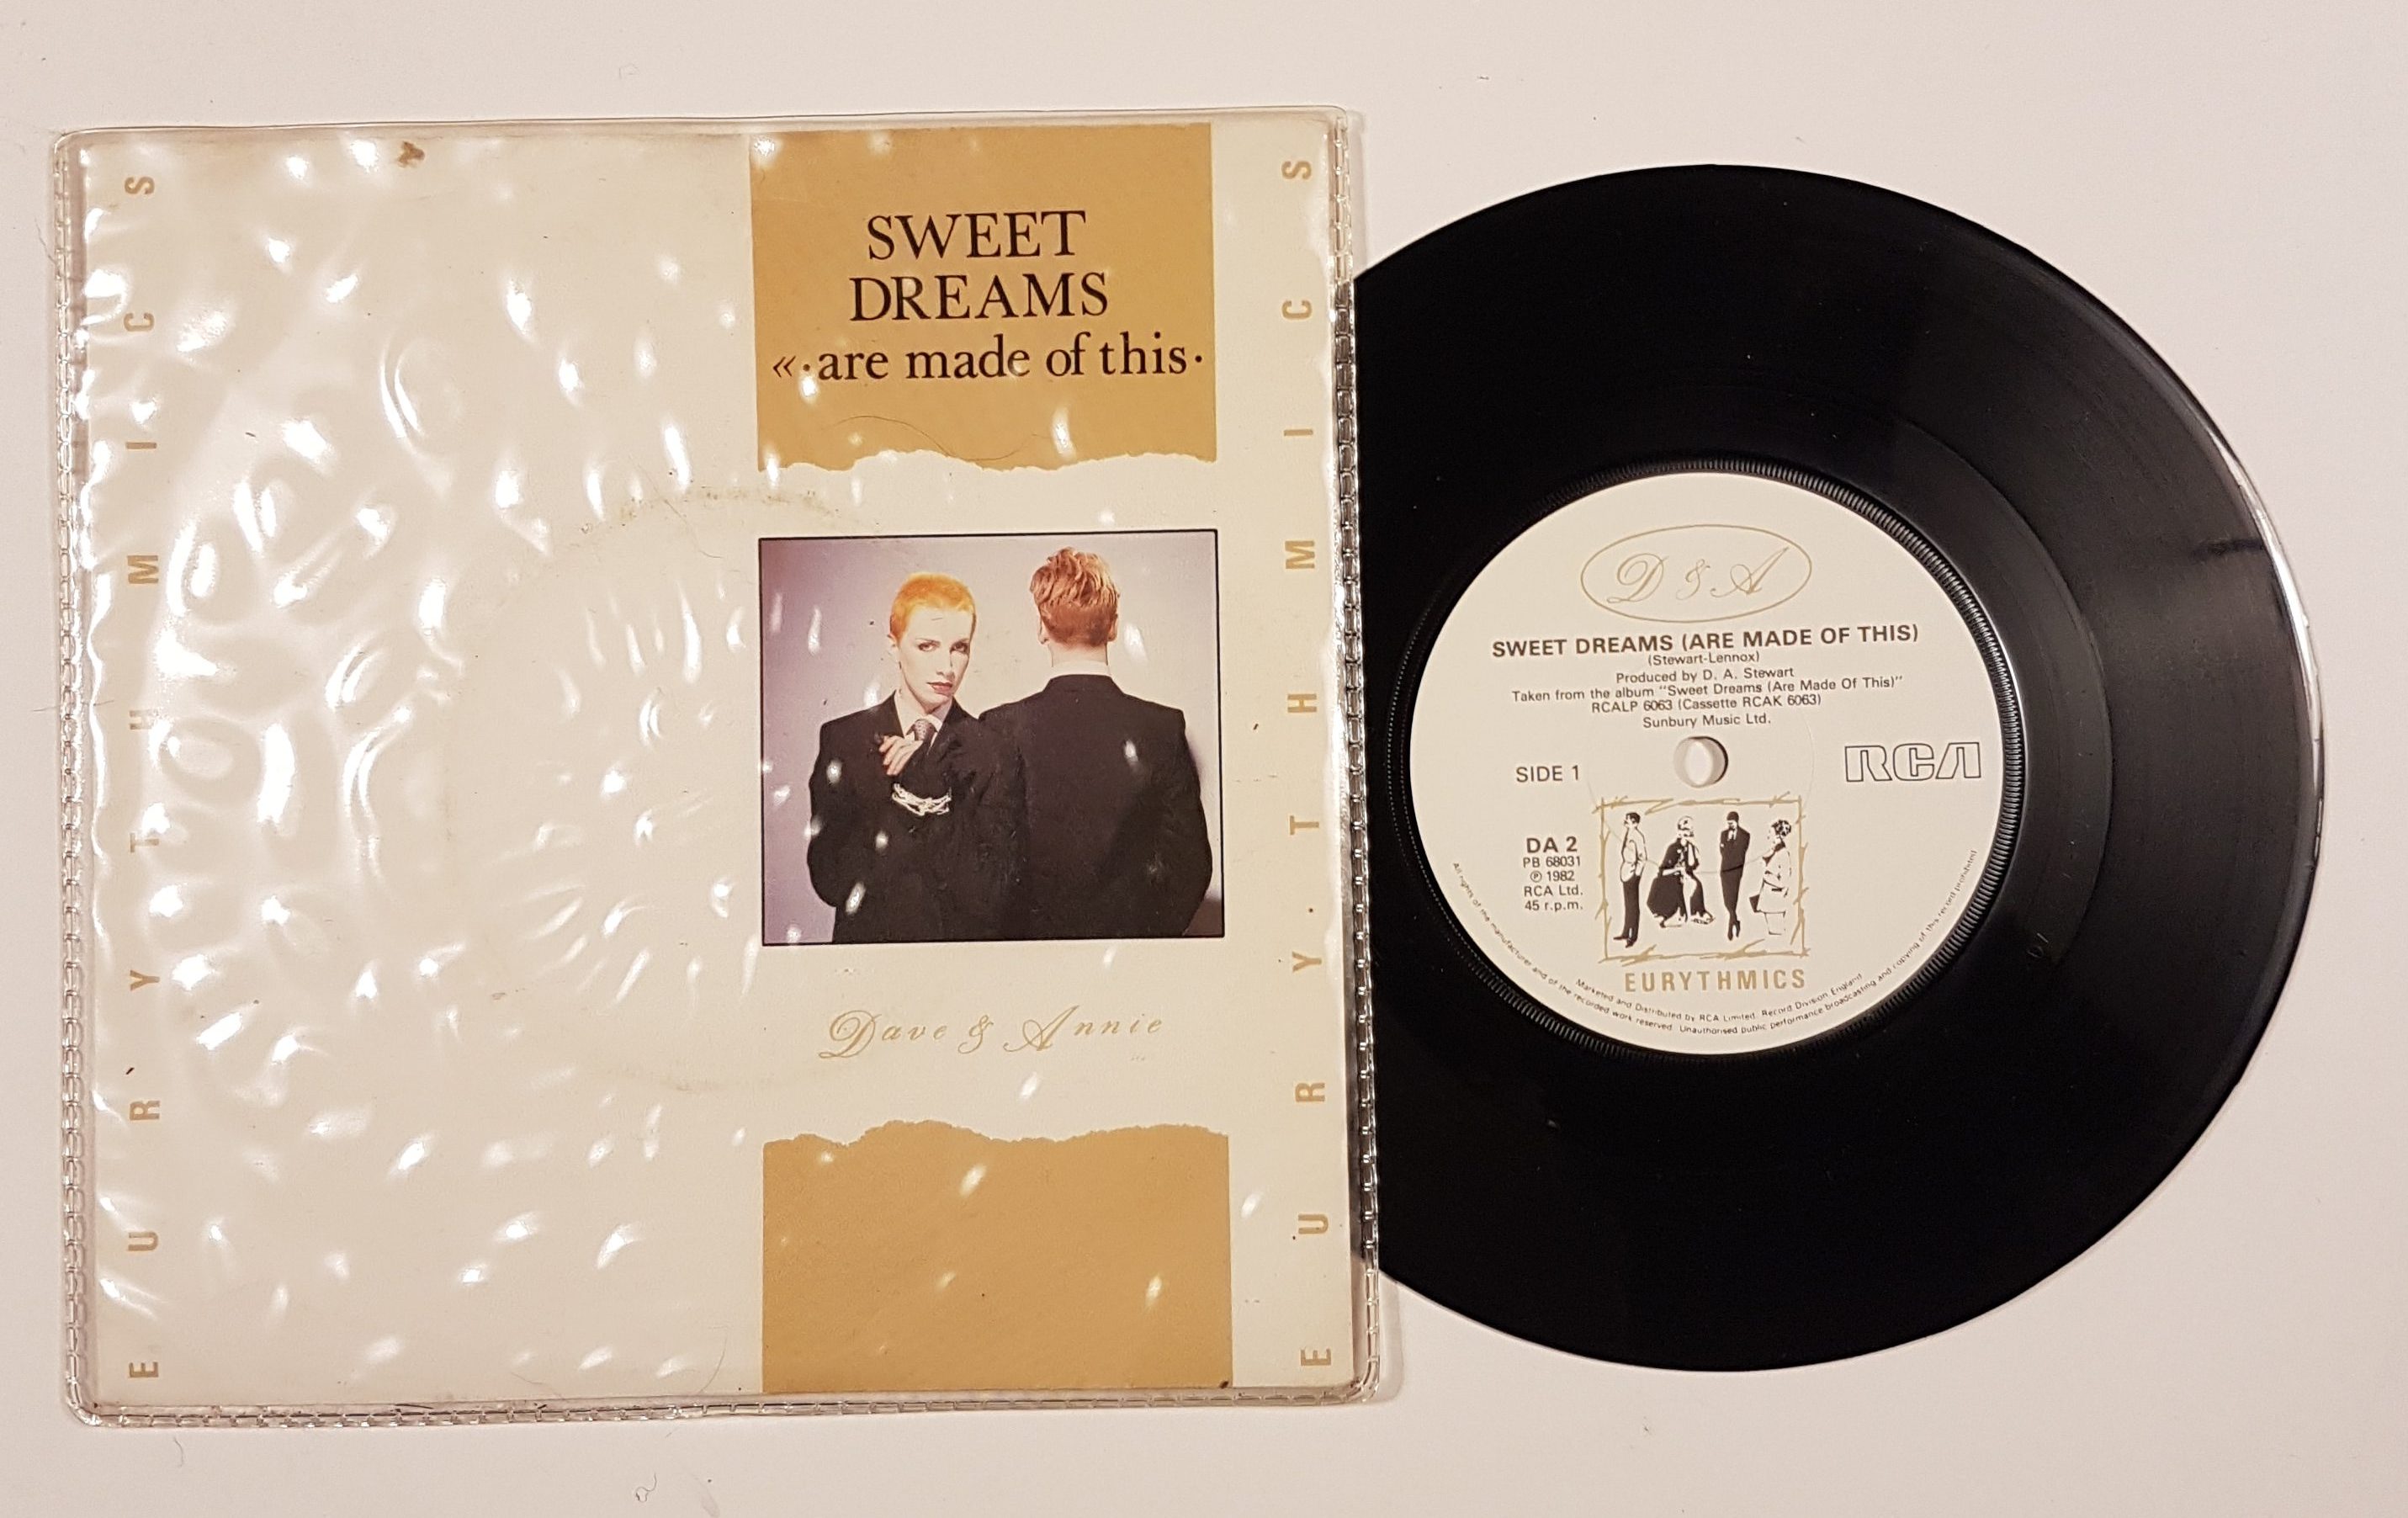 EURYTHMICS
SWEET
DREAMS
«·are made of this·
Dave & Annie
EURYTHMICS
D & A
SWEET DREAMS (ARE MADE OF THIS)
(Stewart-Lennox)
Produced by D. A. Stewart
Taken from the album "Sweet Dreams (Are Made Of This)"
RCALP 6063 (Cassette RCAK 6063)
Sunbury Music Ltd.
SIDE 1
RCA
DA 2
PB 68031
℗ 1982
RCA Ltd.
45 r.p.m.
EURYTHMICS
Marketed and Distributed by RCA Limited. Record Division England.
All rights of the manufacturer and of the recorded work reserved. Unauthorised public performance broadcasting and copying of this record prohibited